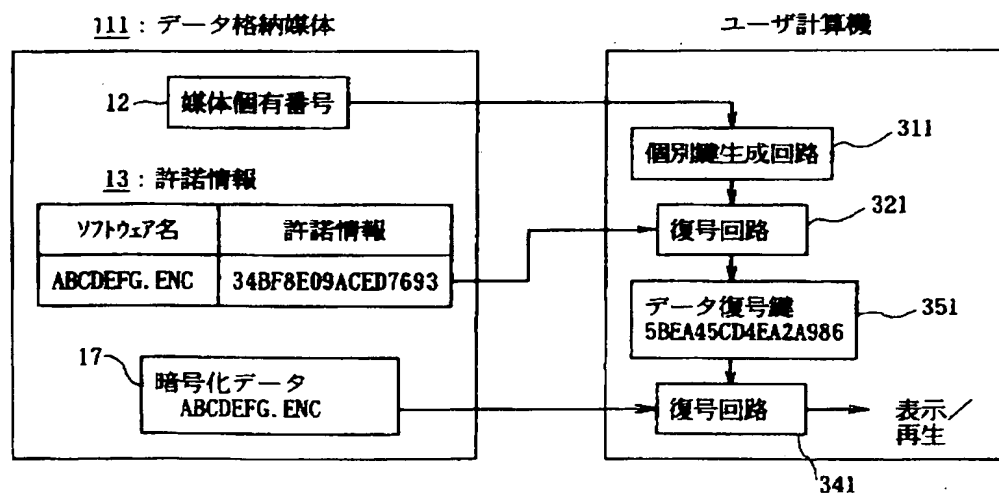 111 : データ格納媒体
ユーザ計算機
12
媒体個有番号
311
個別鍵生成回路
13 : 許諾情報
321
ソフトウェア名
許諾情報
復号回路
ABCDEFG. ENC
34BF8E09ACED7693
351
データ復号鍵
5BEA45CD4EA2A986
17
暗号化データ
ABCDEFG. ENC
復号回路
表示／
再生
341